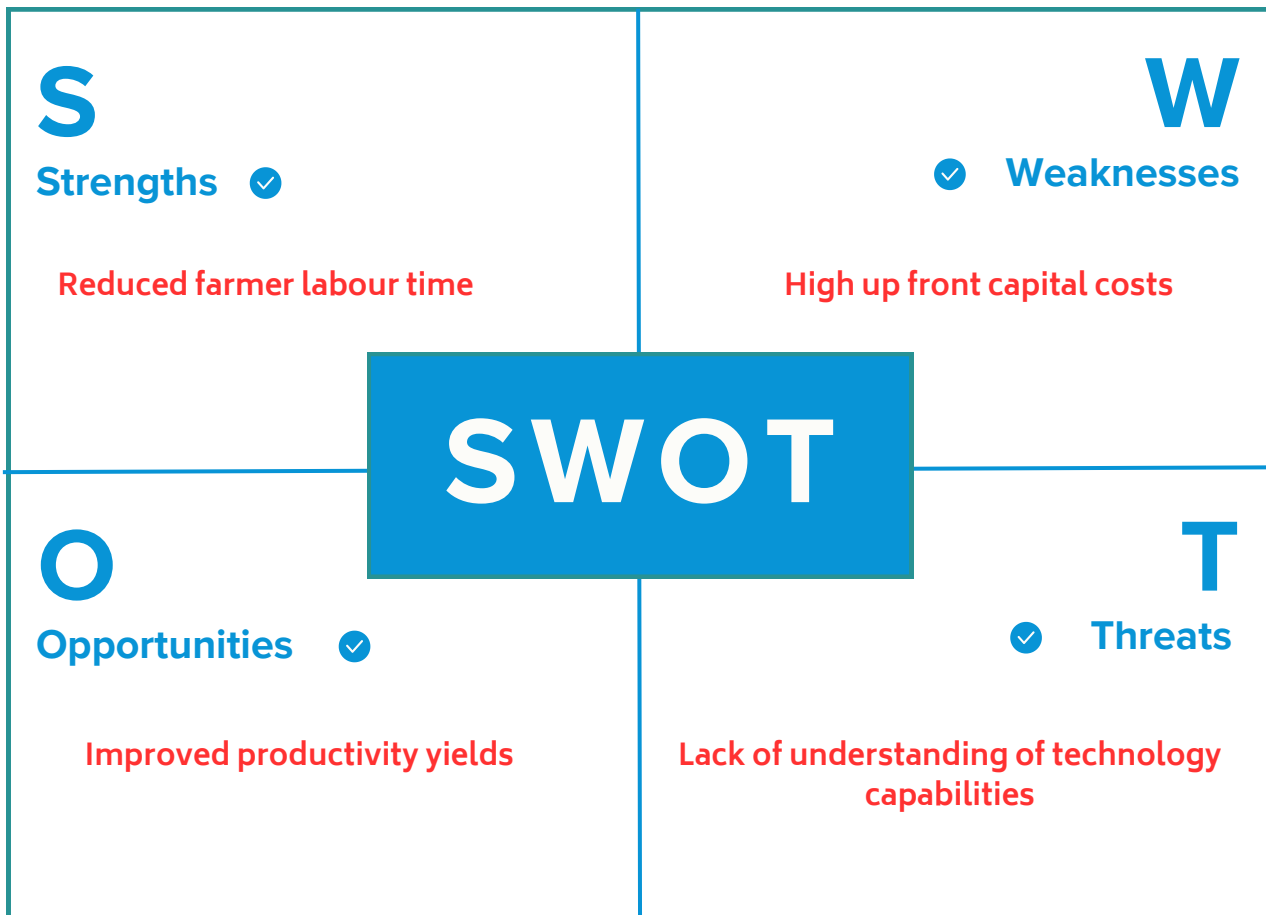 S
Strengths
Reduced farmer labour time
W
Weaknesses
High up front capital costs
SWOT
O
Opportunities
Improved productivity yields
T
Threats
Lack of understanding of technology
capabilities